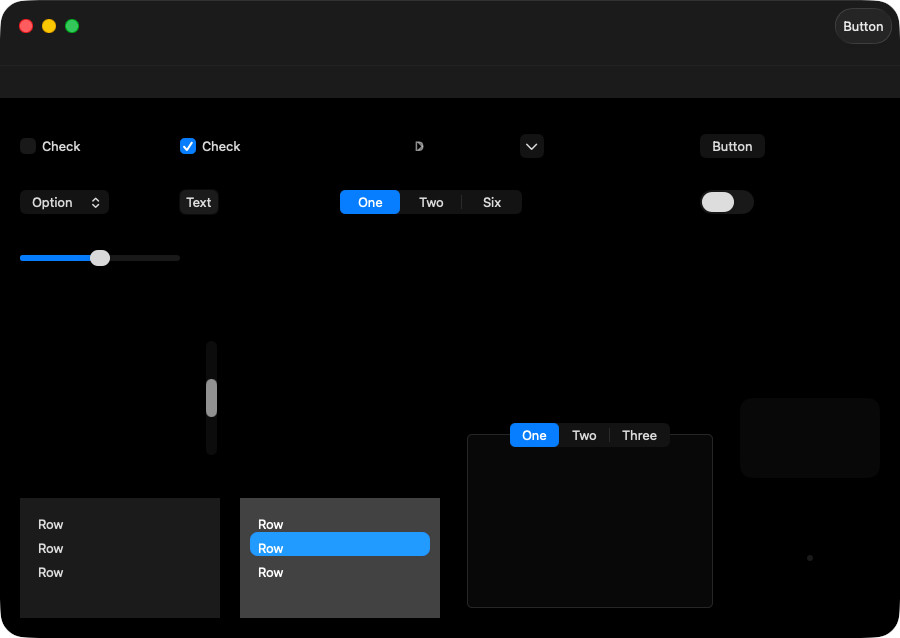 Button
Check
Check
Button
Option
Text
One
Two
Six
One
Two
Three
Row
Row
Row
Row
Row
Row